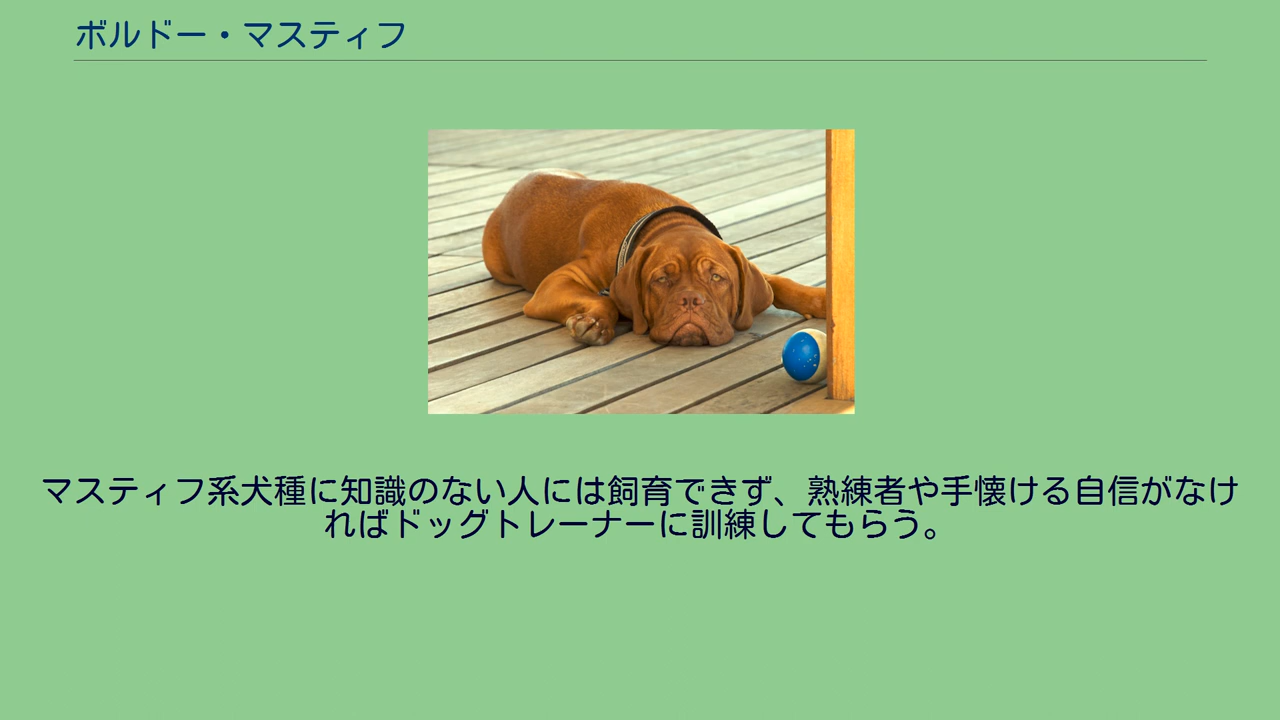 ボルドー・マスティフ
マスティフ系犬種に知識のない人には飼育できず、熟練者や手懐ける自信がなけ
ればドッグトレーナーに訓練してもらう。